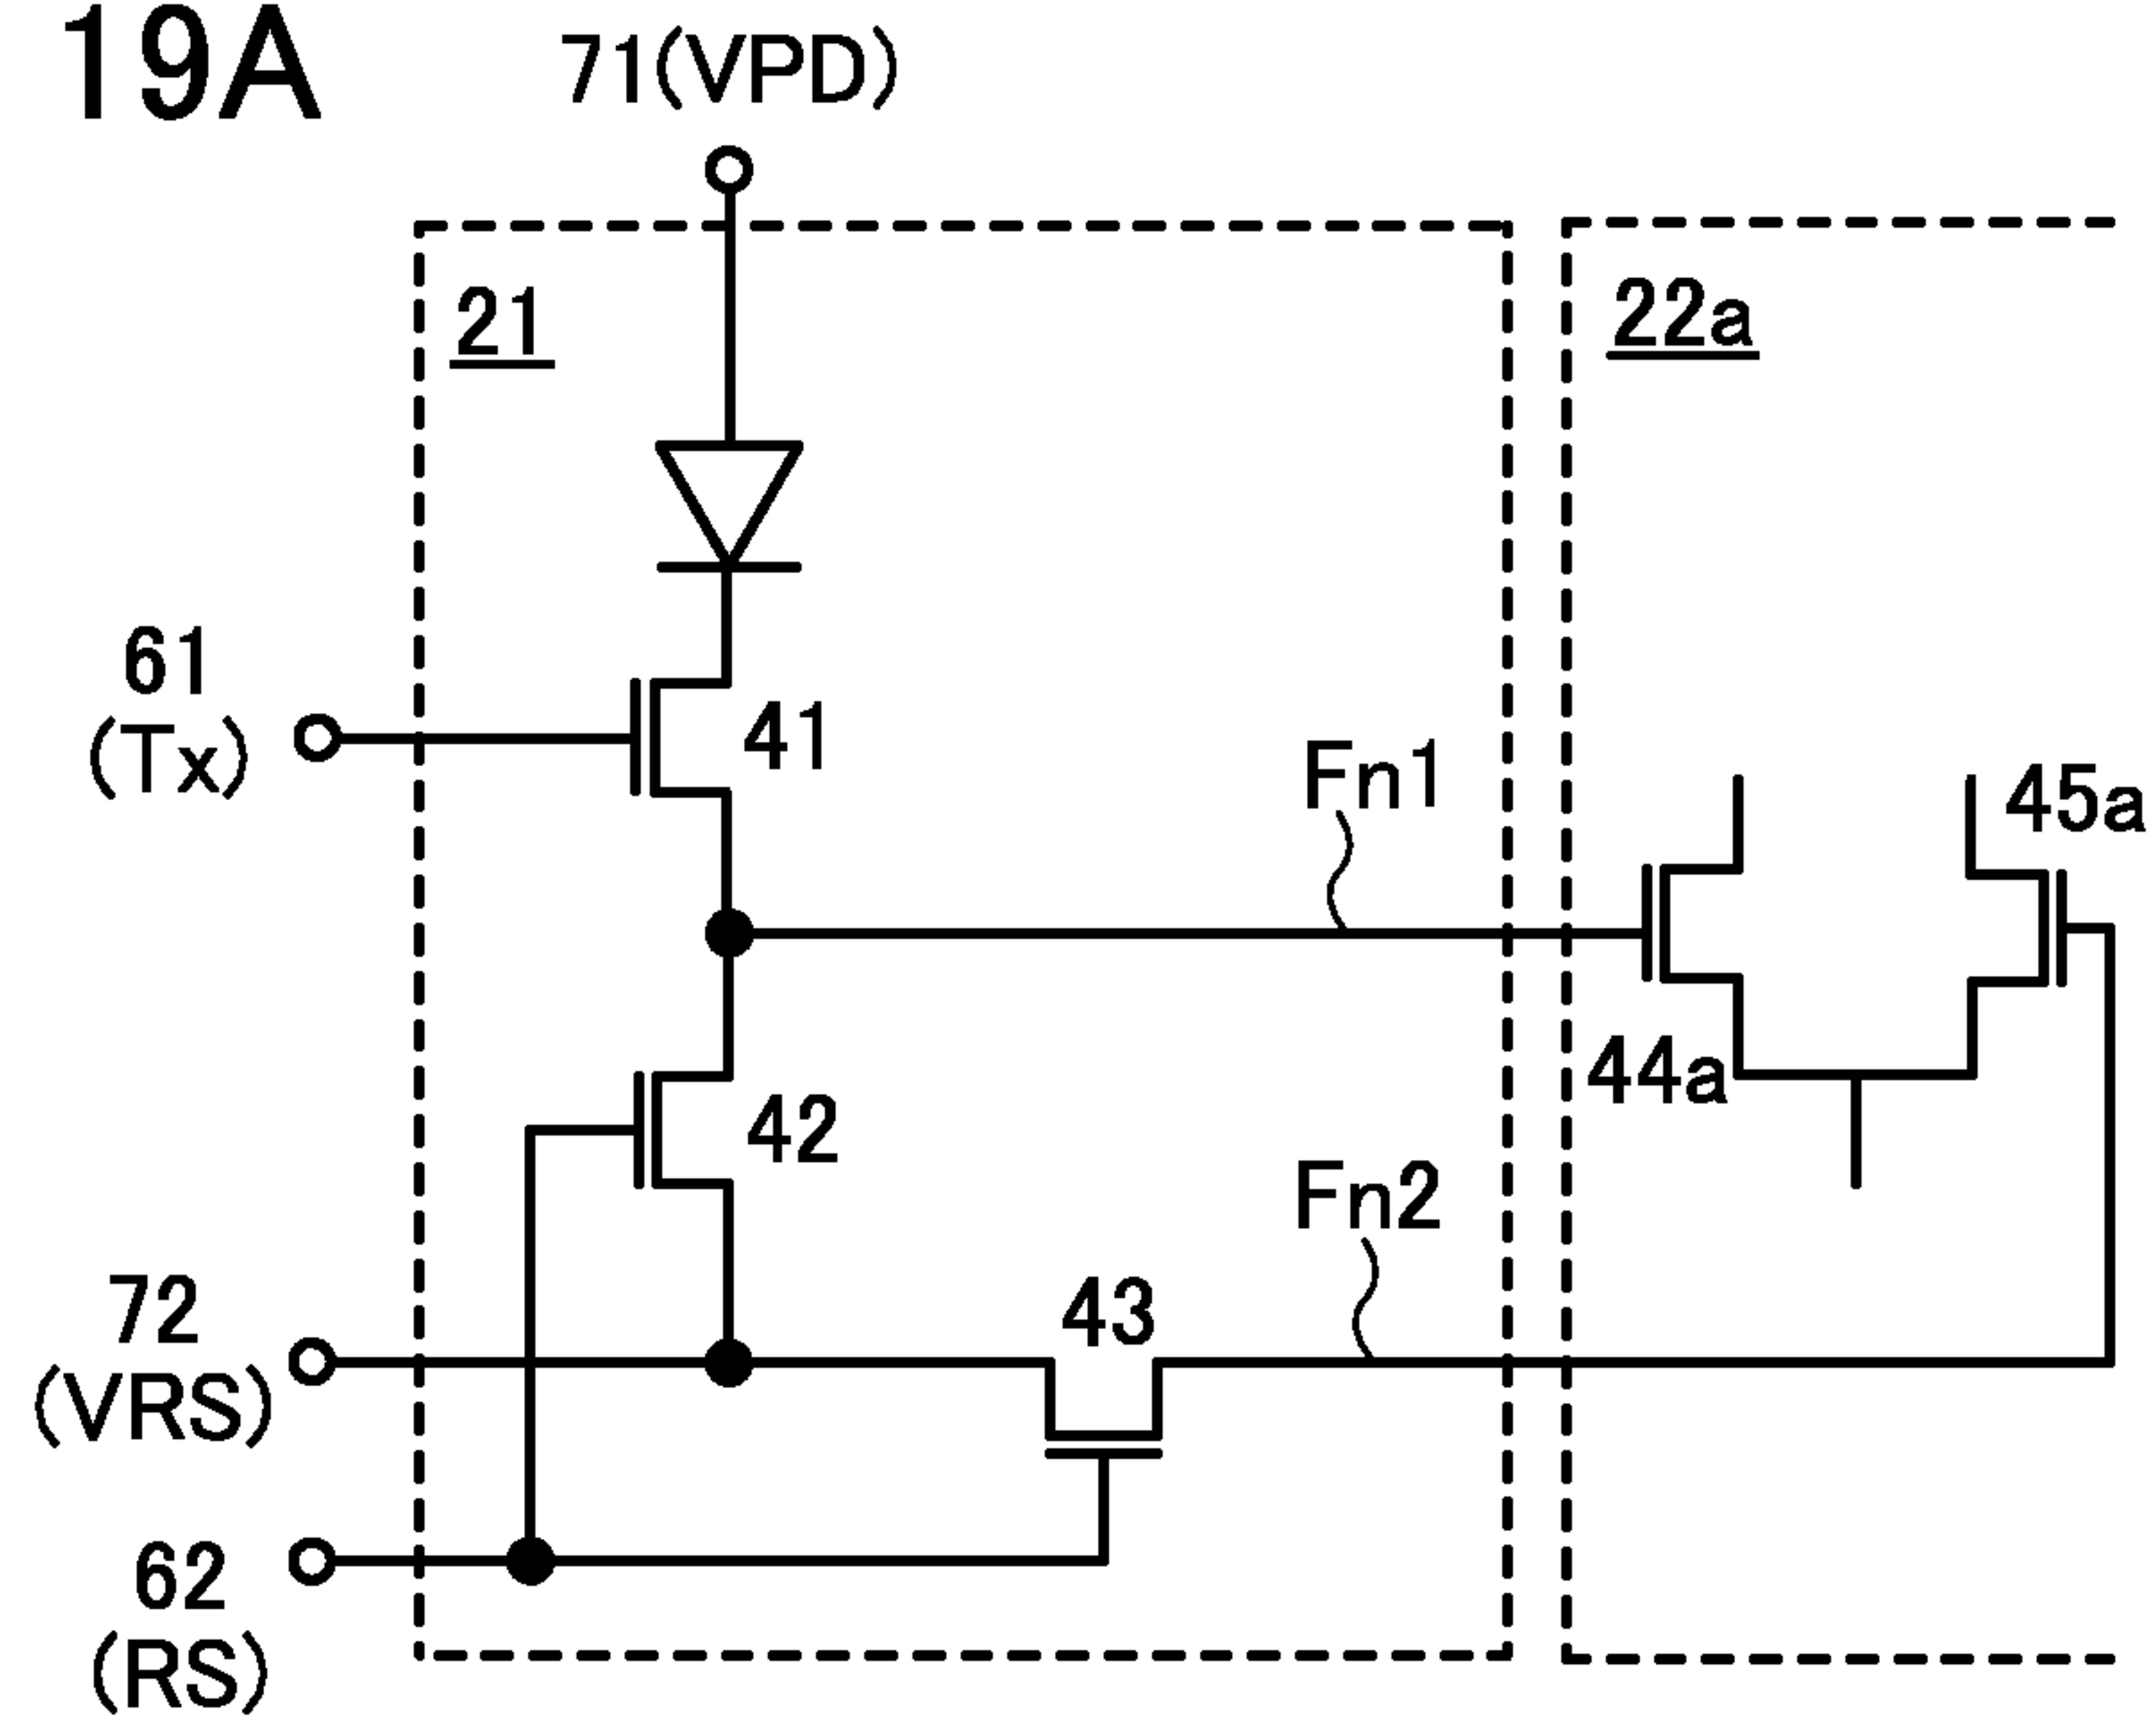 19A
71(VPD)
21
22a
61
(Tx)
41
Fn1
45a
44a
42
Fn2
72
(VRS)
43
62
(RS)